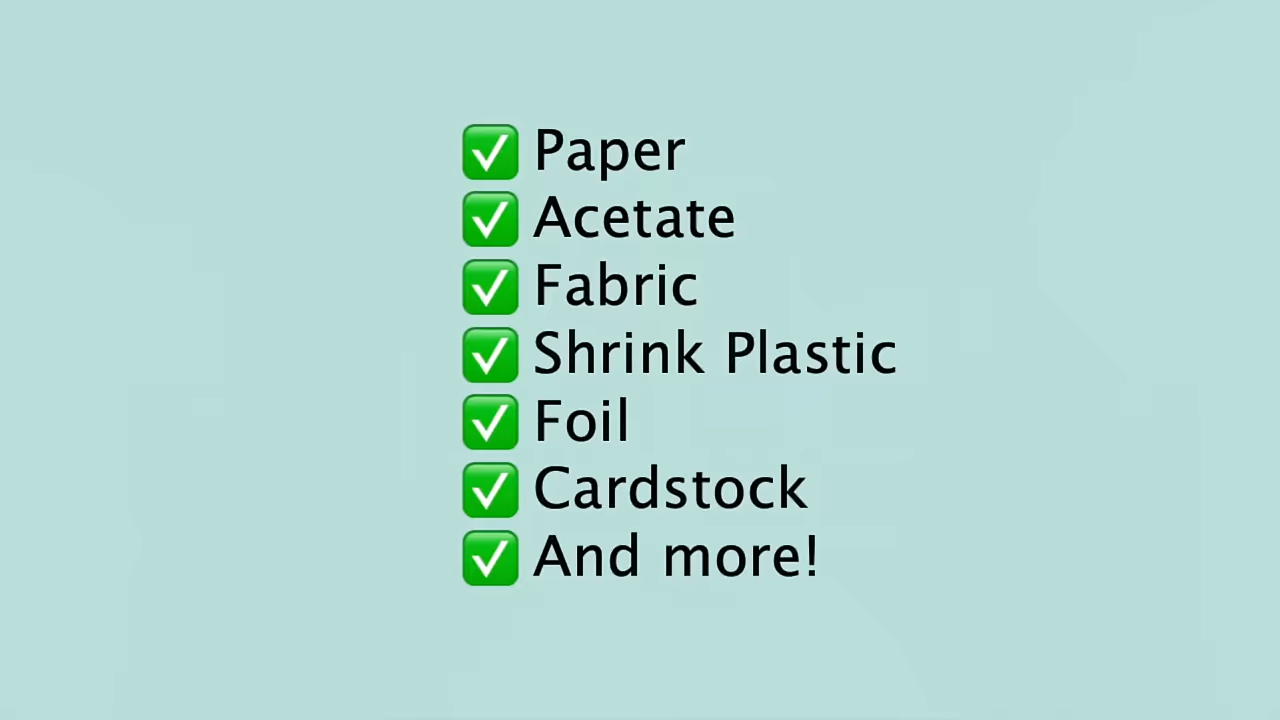 ✅ Paper
✅ Acetate
✅ Fabric
✅ Shrink Plastic
✅ Foil
✅ Cardstock
✅ And more!